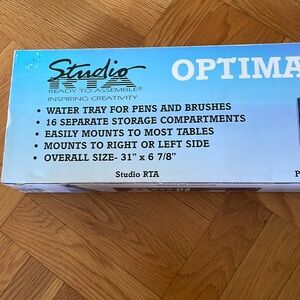 Studio
RTA
READY TO ASSEMBLE®
INSPIRING CREATIVITY
OPTIMA
• WATER TRAY FOR PENS AND BRUSHES
• 16 SEPARATE STORAGE COMPARTMENTS
• EASILY MOUNTS TO MOST TABLES
• MOUNTS TO RIGHT OR LEFT SIDE
• OVERALL SIZE- 31" x 6 7/8"
Studio RTA
P